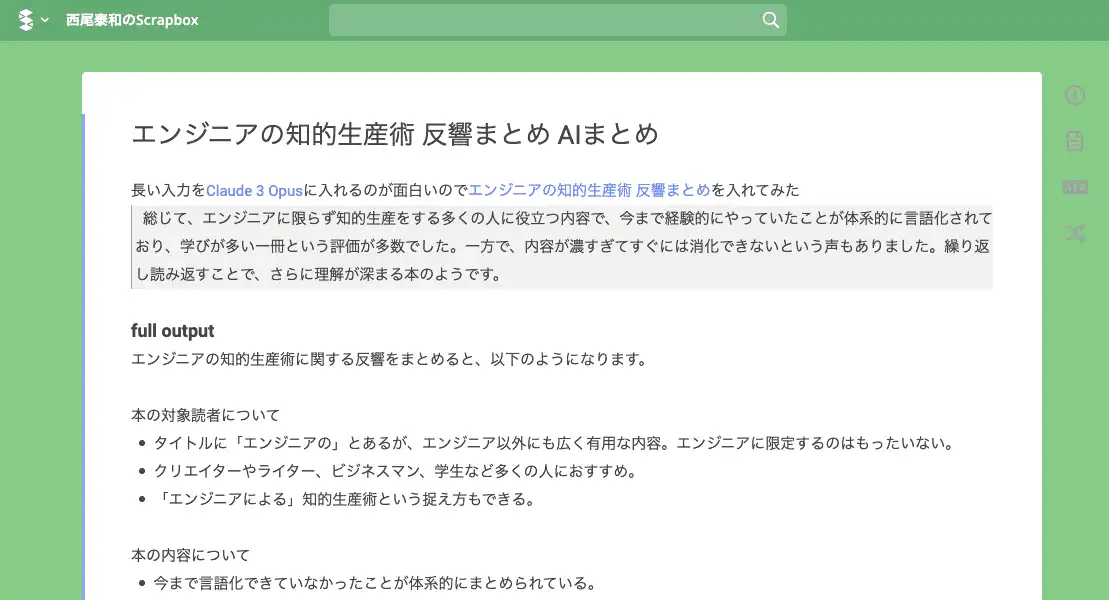 西尾泰和のScrapbox
エンジニアの知的生産術 反響まとめ AIまとめ
長い入力をClaude 3 Opusに入れるのが面白いのでエンジニアの知的生産術 反響まとめを入れてみた
総じて、エンジニアに限らず知的生産をする多くの人に役立つ内容で、今まで経験的にやっていたことが体系的に言語化されて
おり、学びが多い一冊という評価が多数でした。一方で、内容が濃すぎてすぐには消化できないという声もありました。繰り返
し読み返すことで、さらに理解が深まる本のようです。
full output
エンジニアの知的生産術に関する反響をまとめると、以下のようになります。
本の対象読者について
• タイトルに「エンジニアの」とあるが、エンジニア以外にも広く有用な内容。エンジニアに限定するのはもったいない。
• クリエイターやライター、ビジネスマン、学生など多くの人におすすめ。
• 「エンジニアによる」知的生産術という捉え方もできる。
本の内容について
• 今まで言語化できていなかったことが体系的にまとめられている。